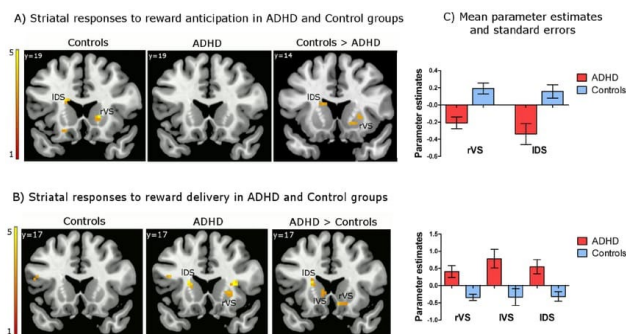 A) Striatal responses to reward anticipation in ADHD and Control groups
Controls
ADHD
Controls > ADHD
5
1
y=19
lDS
rVS
y=19
y=14
lDS
rVS
B) Striatal responses to reward delivery in ADHD and Control groups
Controls
ADHD
ADHD > Controls
5
1
y=17
y=17
lDS
rVS
y=17
lDS
lVS
rVS
C) Mean parameter estimates
and standard errors
Parameter estimates
0.4
0.2
-0.0
-0.2
-0.4
-0.6
rVS
lDS
ADHD
Controls
Parameter estimates
1.5
1.0
0.5
0.0
-0.5
-1.0
rVS
lVS
lDS
ADHD
Controls